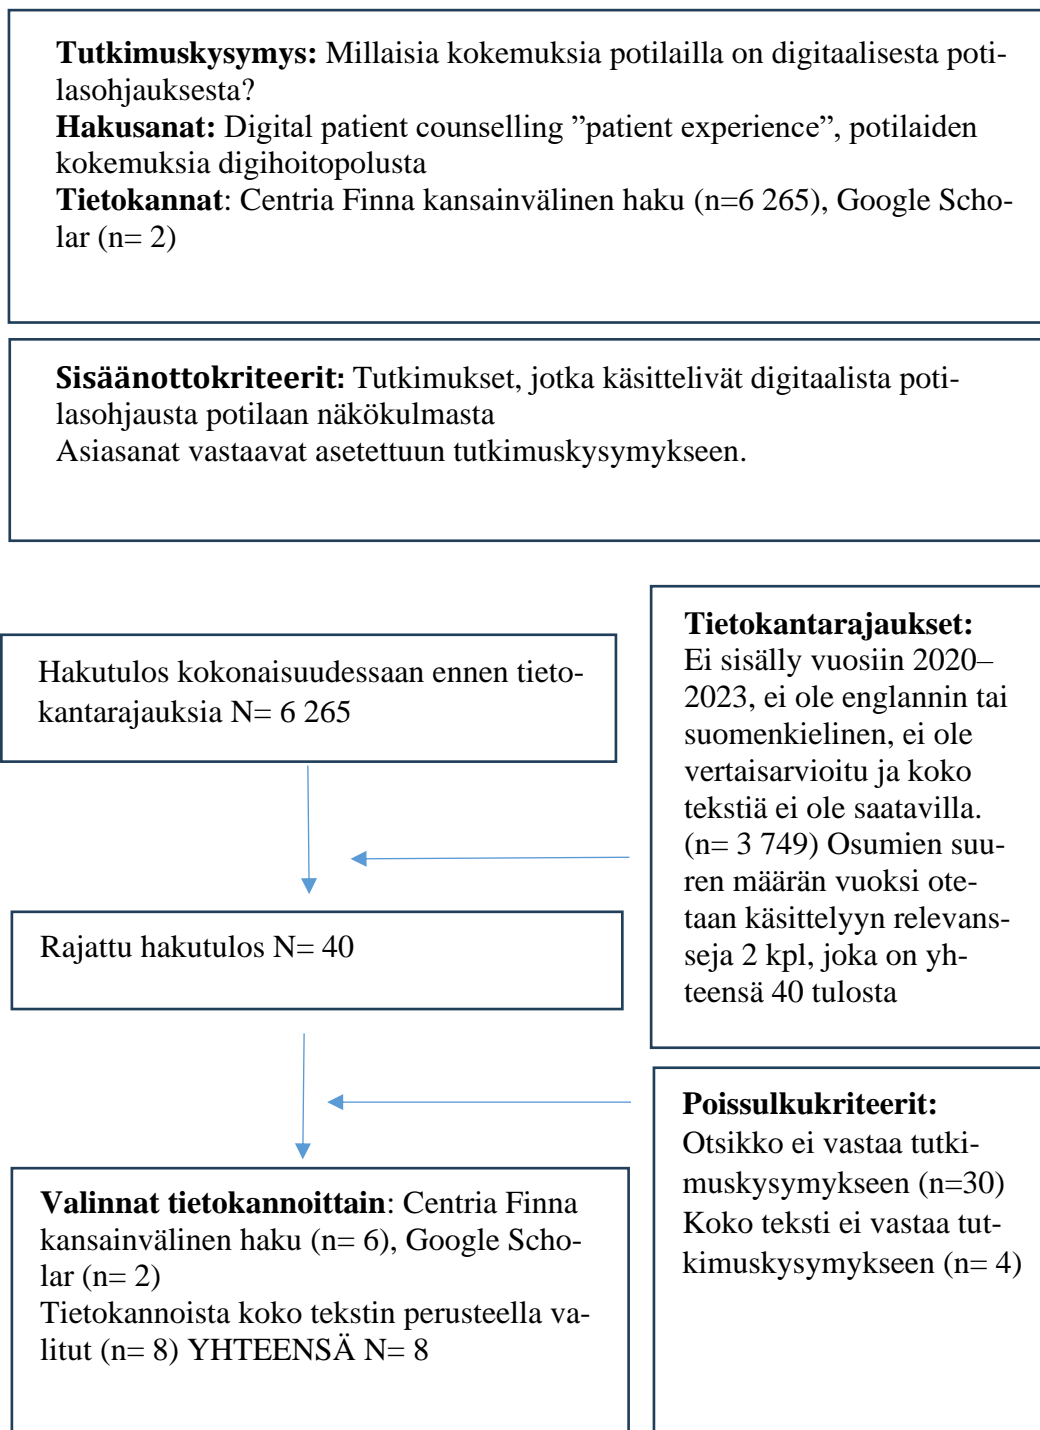 Tutkimuskysymys: Millaisia kokemuksia potilailla on digitaalisesta poti-
lasohjauksesta?
Hakusanat: Digital patient counselling ”patient experience”, potilaiden
kokemuksia digihoitopolusta
Tietokannat: Centria Finna kansainvälinen haku (n=6 265), Google Scho-
lar (n= 2)
Sisäänottokriteerit: Tutkimukset, jotka käsittelivät digitaalista poti-
lasohjausta potilaan näkökulmasta
Asiasanat vastaavat asetettuun tutkimuskysymykseen.
Hakutulos kokonaisuudessaan ennen tieto-
kantarajauksia N= 6 265
Tietokantarajaukset:
Ei sisälly vuosiin 2020–
2023, ei ole englannin tai
suomenkielinen, ei ole
vertaisarvioitu ja koko
tekstiä ei ole saatavilla.
(n= 3 749) Osumien suu-
ren määrän vuoksi ote-
taan käsittelyyn relevans-
seja 2 kpl, joka on yh-
teensä 40 tulosta
Rajattu hakutulos N= 40
Poissulkukriteerit:
Otsikko ei vastaa tutki-
muskysymykseen (n=30)
Koko teksti ei vastaa tut-
kimuskysymykseen (n= 4)
Valinnat tietokannoittain: Centria Finna
kansainvälinen haku (n= 6), Google Scho-
lar (n= 2)
Tietokannoista koko tekstin perusteella va-
litut (n= 8) YHTEENSÄ N= 8